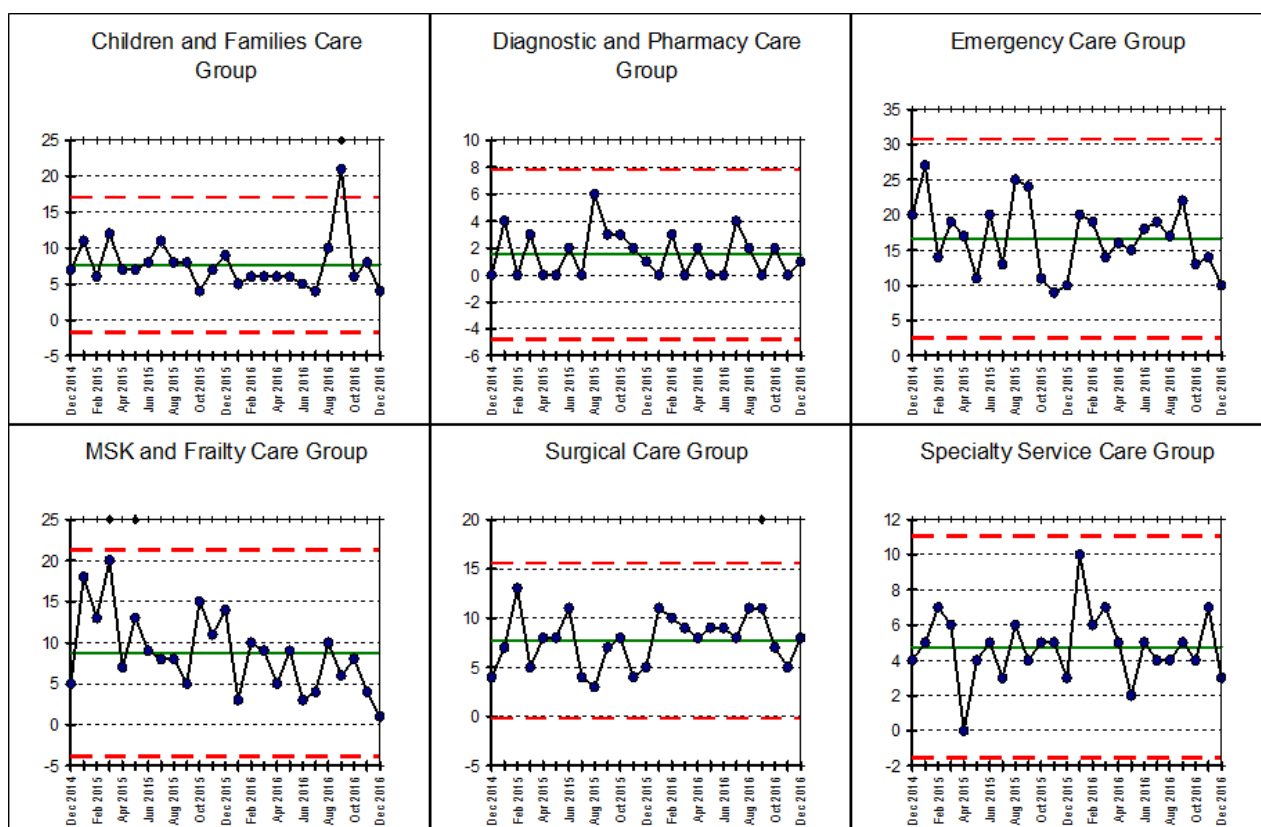 Children and Families Care
Group
25
20
15
10
5
0
-5
Dec 2014
Feb 2015
Apr 2015
Jun 2015
Aug 2015
Oct 2015
Dec 2015
Feb 2016
Apr 2016
Jun 2016
Aug 2016
Oct 2016
Dec 2016
Diagnostic and Pharmacy Care
Group
10
8
6
4
2
0
-2
-4
-6
Dec 2014
Feb 2015
Apr 2015
Jun 2015
Aug 2015
Oct 2015
Dec 2015
Feb 2016
Apr 2016
Jun 2016
Aug 2016
Oct 2016
Dec 2016
Emergency Care Group
35
30
25
20
15
10
5
0
Dec 2014
Feb 2015
Apr 2015
Jun 2015
Aug 2015
Oct 2015
Dec 2015
Feb 2016
Apr 2016
Jun 2016
Aug 2016
Oct 2016
Dec 2016
MSK and Frailty Care Group
25
20
15
10
5
0
-5
Dec 2014
Feb 2015
Apr 2015
Jun 2015
Aug 2015
Oct 2015
Dec 2015
Feb 2016
Apr 2016
Jun 2016
Aug 2016
Oct 2016
Dec 2016
Surgical Care Group
20
15
10
5
0
-5
Dec 2014
Feb 2015
Apr 2015
Jun 2015
Aug 2015
Oct 2015
Dec 2015
Feb 2016
Apr 2016
Jun 2016
Aug 2016
Oct 2016
Dec 2016
Specialty Service Care Group
12
10
8
6
4
2
0
-2
Dec 2014
Feb 2015
Apr 2015
Jun 2015
Aug 2015
Oct 2015
Dec 2015
Feb 2016
Apr 2016
Jun 2016
Aug 2016
Oct 2016
Dec 2016